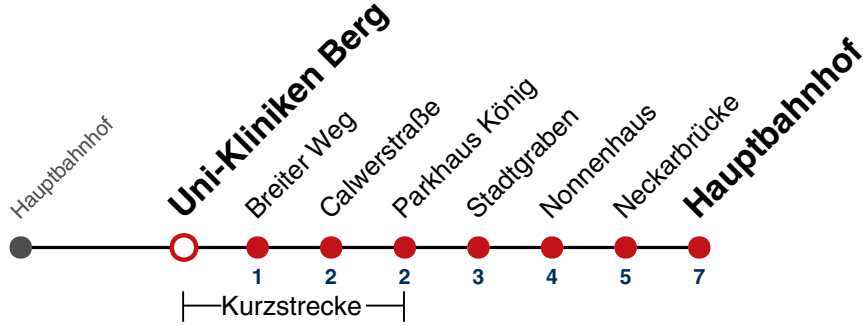 Hauptbahnhof
Uni-Kliniken Berg
Breiter Weg
Calwerstraße
Parkhaus König
Stadtgraben
Nonnenhaus
Neckarbrücke
Hauptbahnhof
1 2 2 3 4 5 7
Kurzstrecke